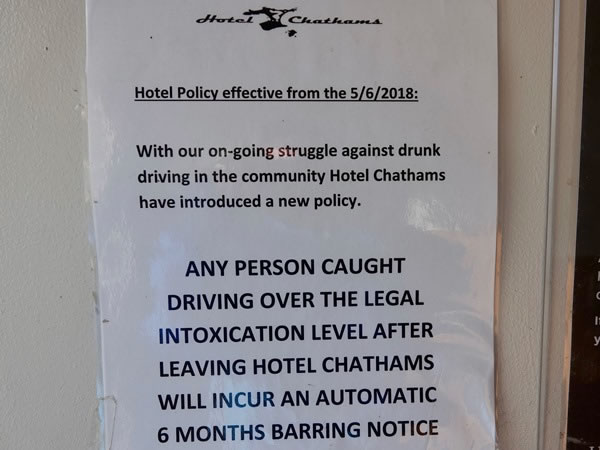 Hotel Chathams
Hotel Policy effective from the 5/6/2018:
With our on-going struggle against drunk
driving in the community Hotel Chathams
have introduced a new policy.
ANY PERSON CAUGHT
DRIVING OVER THE LEGAL
INTOXICATION LEVEL AFTER
LEAVING HOTEL CHATHAMS
WILL INCUR AN AUTOMATIC
6 MONTHS BARRING NOTICE